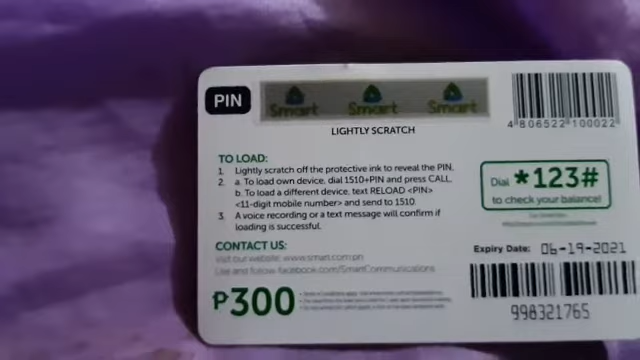 PIN
Smart Smart Smart
LIGHTLY SCRATCH
4 806522 100022
TO LOAD:
1. Lightly scratch off the protective ink to reveal the PIN.
2. a. To load own device, dial 1510+PIN and press CALL.
b. To load a different device, text RELOAD <PIN>
<11-digit mobile number> and send to 1510.
3. A voice recording or a text message will confirm if
loading is successful.
Dial *123#
to check your balance!
CONTACT US:
Visit our website: www.smart.com.ph
Like and follow: facebook.com/SmartCommunications
Expiry Date: 06-19-2021
₱300
998321765